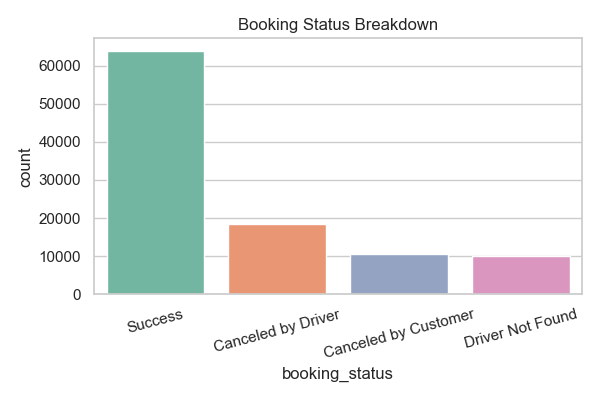 Booking Status Breakdown
60000
50000
40000
30000
20000
10000
0
count
Success
Canceled by Driver
Canceled by Customer
Driver Not Found
booking_status